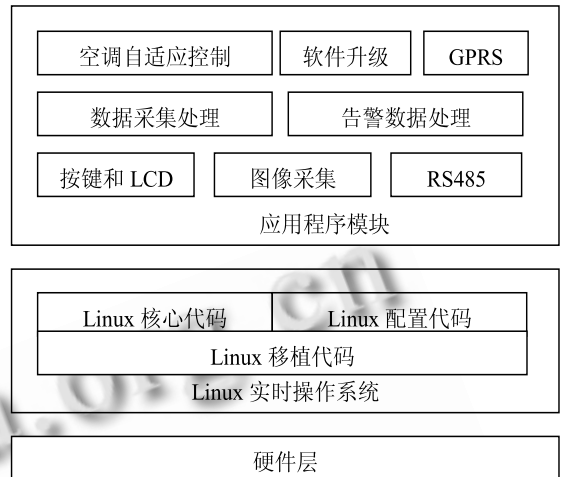 空调自适应控制 软件升级 GPRS
数据采集处理 告警数据处理
按键和 LCD 图像采集 RS485
应用程序模块
Linux 核心代码 Linux 配置代码
Linux 移植代码
Linux 实时操作系统
硬件层